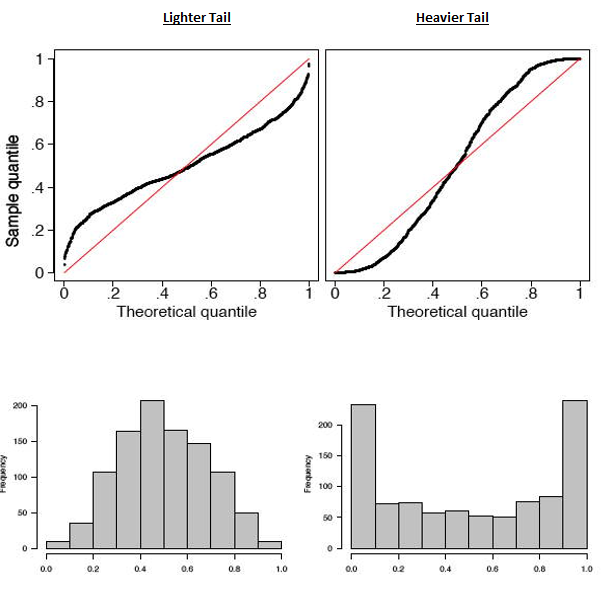 Lighter Tail
Heavier Tail
Sample quantile
1
.8
.6
.4
.2
0
0 .2 .4 .6 .8 1
Theoretical quantile
0 .2 .4 .6 .8 1
Theoretical quantile
Frequency
200
150
100
50
0
0.0 0.2 0.4 0.6 0.8 1.0
Frequency
200
150
100
50
0
0.0 0.2 0.4 0.6 0.8 1.0